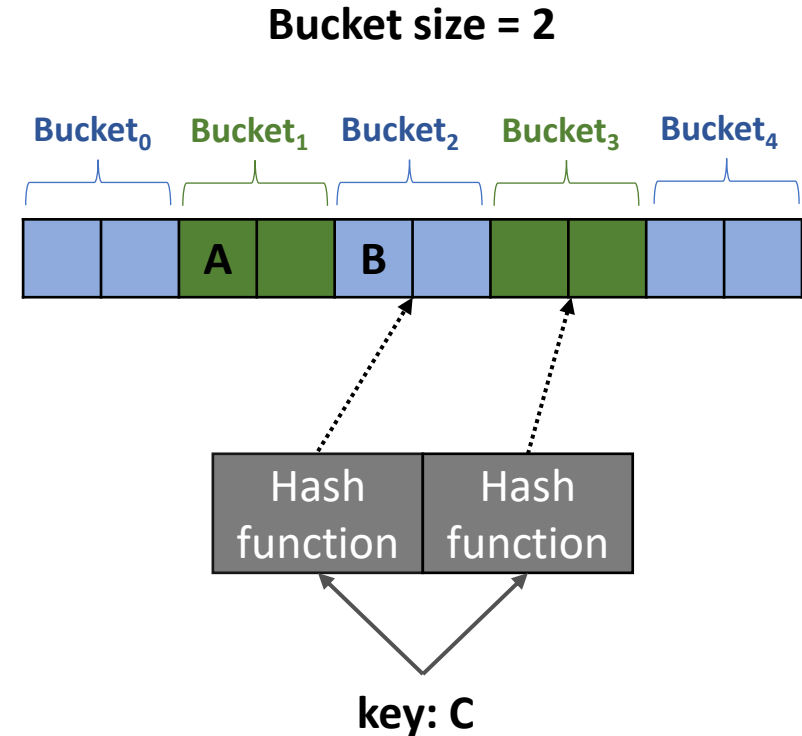 Bucket size = 2
Bucket₀ Bucket₁ Bucket₂ Bucket₃ Bucket₄
A B
Hash Hash
function function
key: C